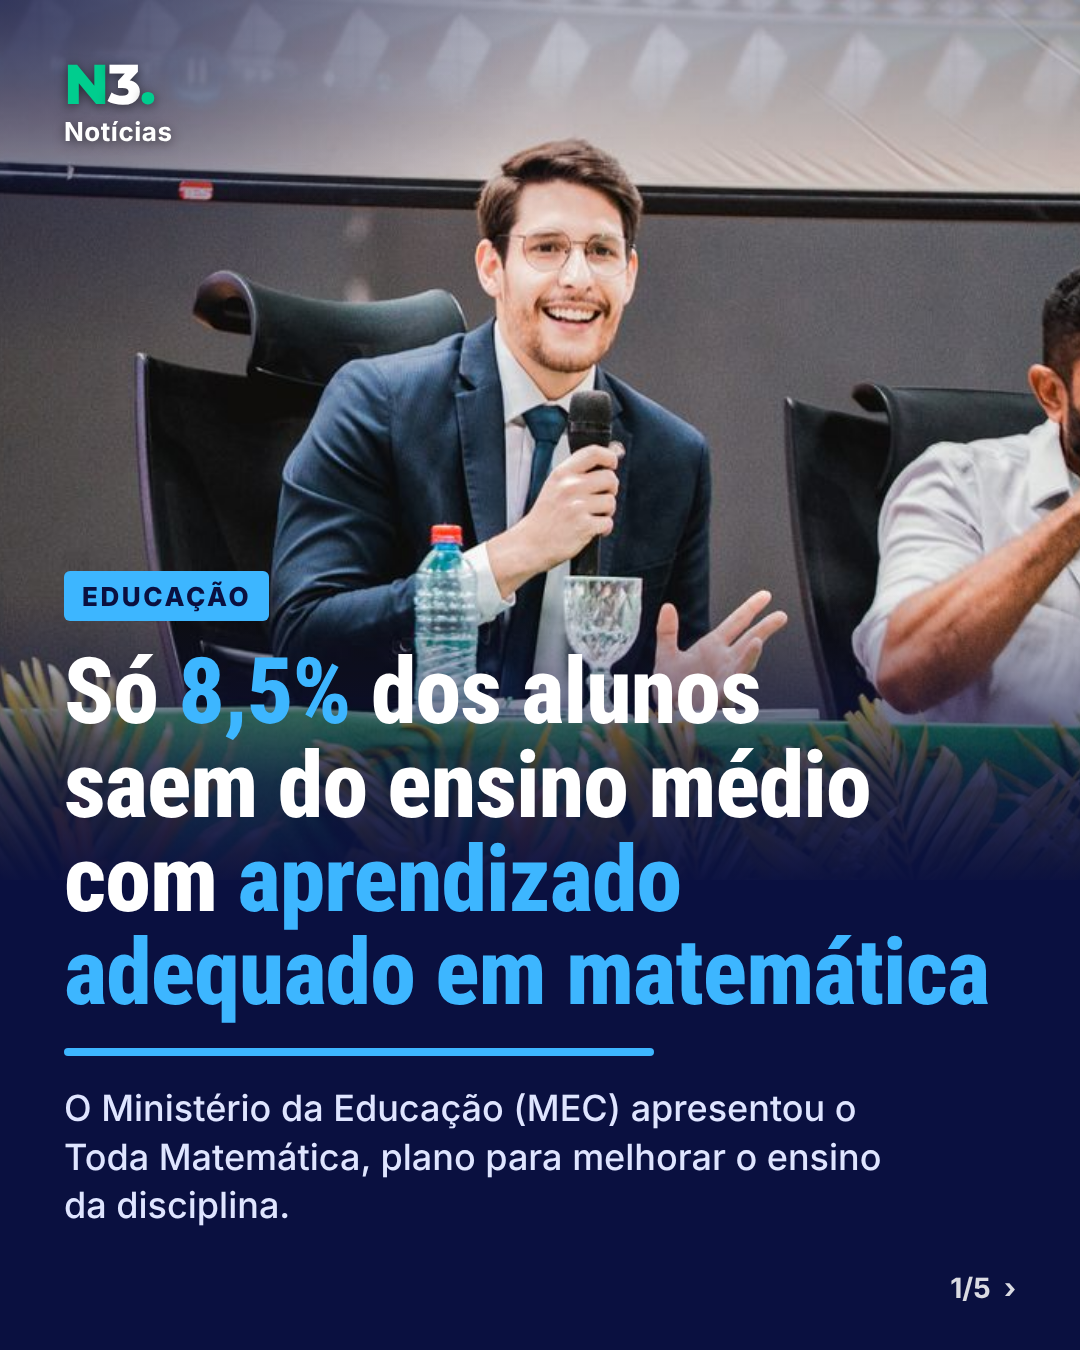 N3.
Notícias
TES
EDUCAÇÃO
Só 8,5% dos alunos
saem do ensino médio
com aprendizado
adequado em matemática
O Ministério da Educação (MEC) apresentou o
Toda Matemática, plano para melhorar o ensino
da disciplina.
1/5 ›